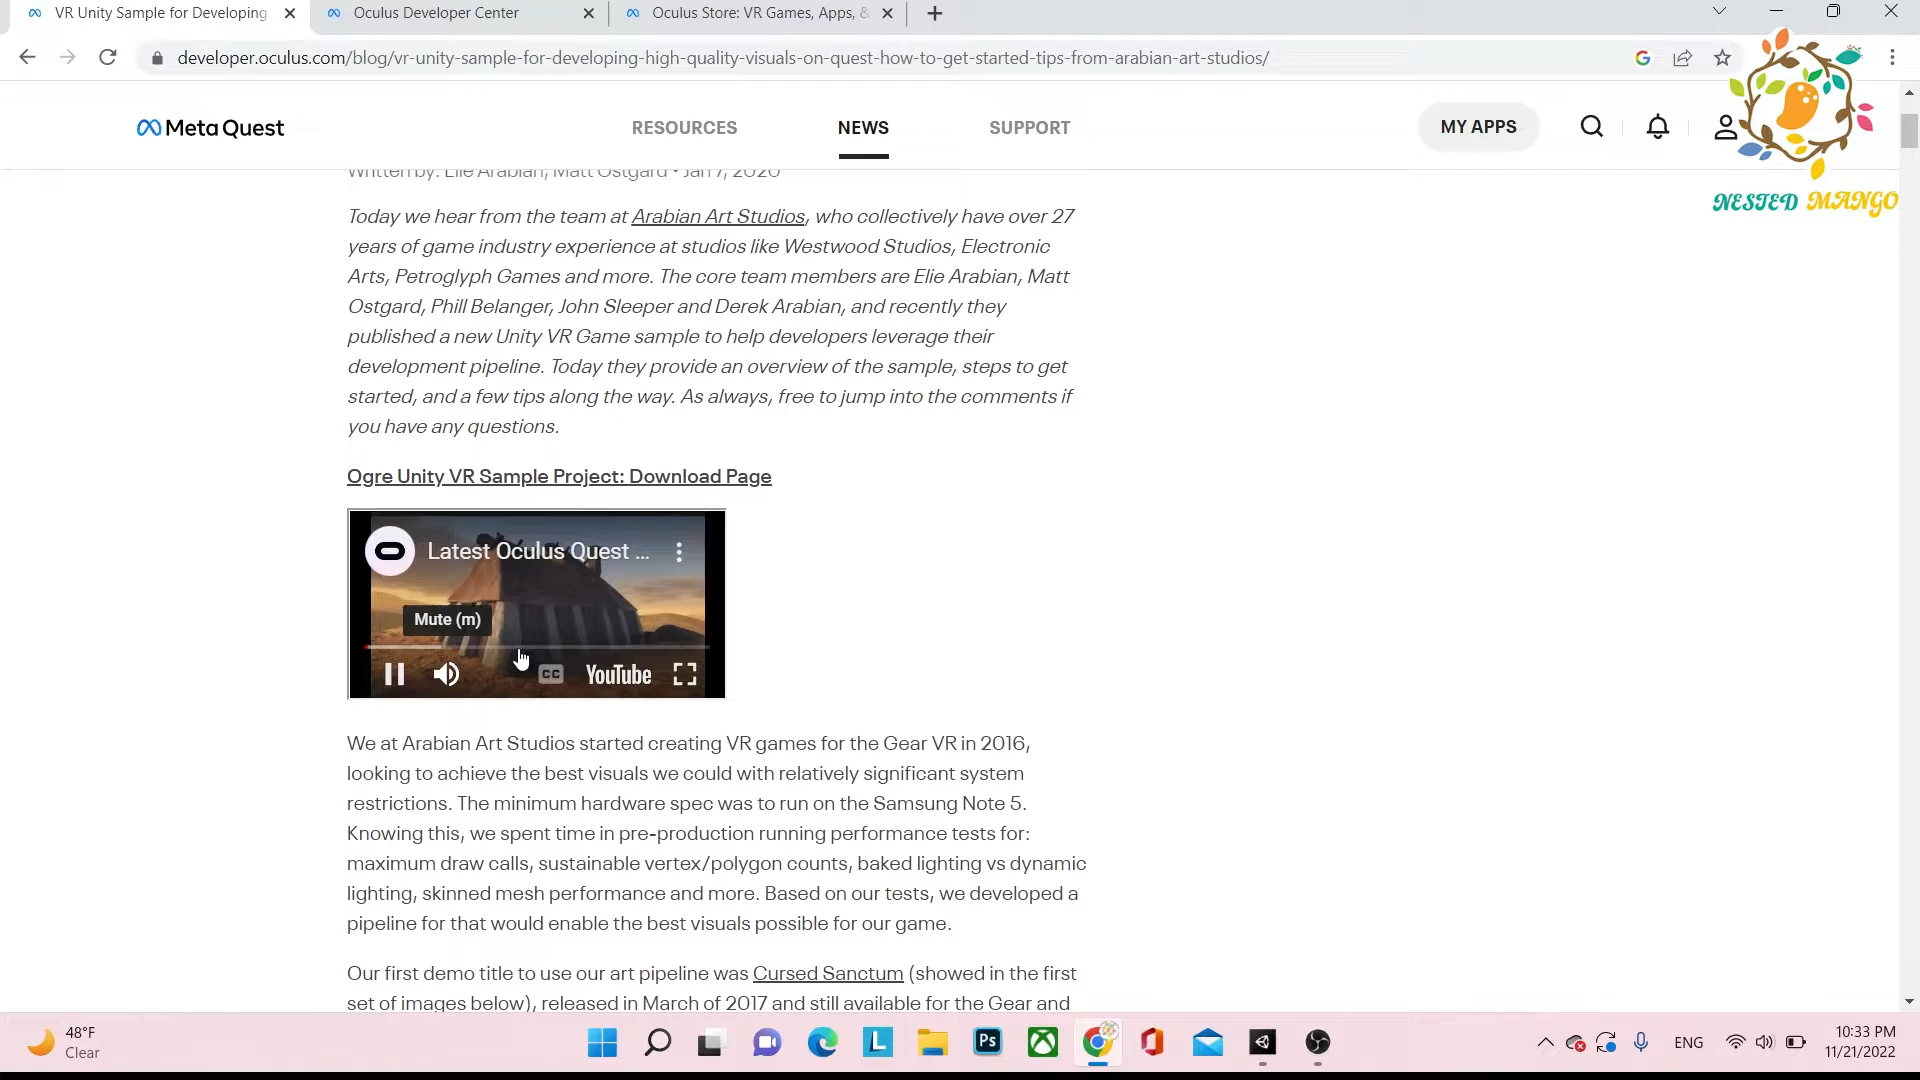 VR Unity Sample for Developing
Oculus Developer Center
Oculus Store: VR Games, Apps, &
developer.oculus.com/blog/vr-unity-sample-for-developing-high-quality-visuals-on-quest-how-to-get-started-tips-from-arabian-art-studios/
Meta Quest
RESOURCES
NEWS
SUPPORT
MY APPS
NESTED MANGO
Written by: Elie Arabian, Matt Ostgard • Jan 7, 2020
Today we hear from the team at Arabian Art Studios, who collectively have over 27
years of game industry experience at studios like Westwood Studios, Electronic
Arts, Petroglyph Games and more. The core team members are Elie Arabian, Matt
Ostgard, Phill Belanger, John Sleeper and Derek Arabian, and recently they
published a new Unity VR Game sample to help developers leverage their
development pipeline. Today they provide an overview of the sample, steps to get
started, and a few tips along the way. As always, free to jump into the comments if
you have any questions.
Ogre Unity VR Sample Project: Download Page
Latest Oculus Quest ...
Mute (m)
CC
YouTube
We at Arabian Art Studios started creating VR games for the Gear VR in 2016,
looking to achieve the best visuals we could with relatively significant system
restrictions. The minimum hardware spec was to run on the Samsung Note 5.
Knowing this, we spent time in pre-production running performance tests for:
maximum draw calls, sustainable vertex/polygon counts, baked lighting vs dynamic
lighting, skinned mesh performance and more. Based on our tests, we developed a
pipeline for that would enable the best visuals possible for our game.
Our first demo title to use our art pipeline was Cursed Sanctum (showed in the first
set of images below), released in March of 2017 and still available for the Gear and
48°F
Clear
L
Ps
ENG
10:33 PM
11/21/2022